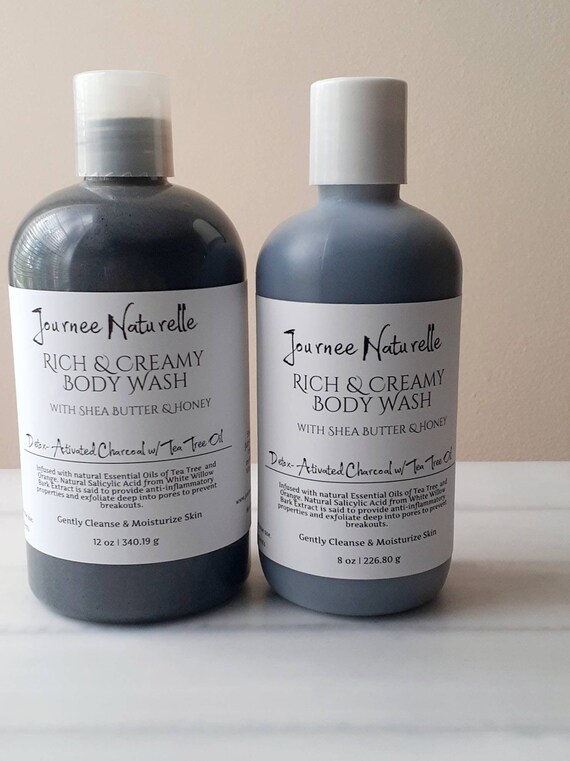 Journee Naturelle
RICH & CREAMY
BODY WASH
WITH SHEA BUTTER & HONEY
Detox-Ativated Charcoal w/ Tea Tree Oil
Infused with natural Essential Oils of Tea Tree and
Orange. Natural Salicylic Acid from White Willow
Bark Extract is said to provide anti-inflammatory
properties and exfoliate deep into pores to prevent
breakouts.
Gently Cleanse & Moisturize Skin
12 oz | 340.19 g
Journee Naturelle
RICH & CREAMY
BODY WASH
WITH SHEA BUTTER & HONEY
Detox-Ativated Charcoal w/ Tea Tree Oil
Infused with natural Essential Oils of Tea Tree and
Orange. Natural Salicylic Acid from White Willow
Bark Extract is said to provide anti-inflammatory
properties and exfoliate deep into pores to prevent
breakouts.
Gently Cleanse & Moisturize Skin
8 oz | 226.80 g